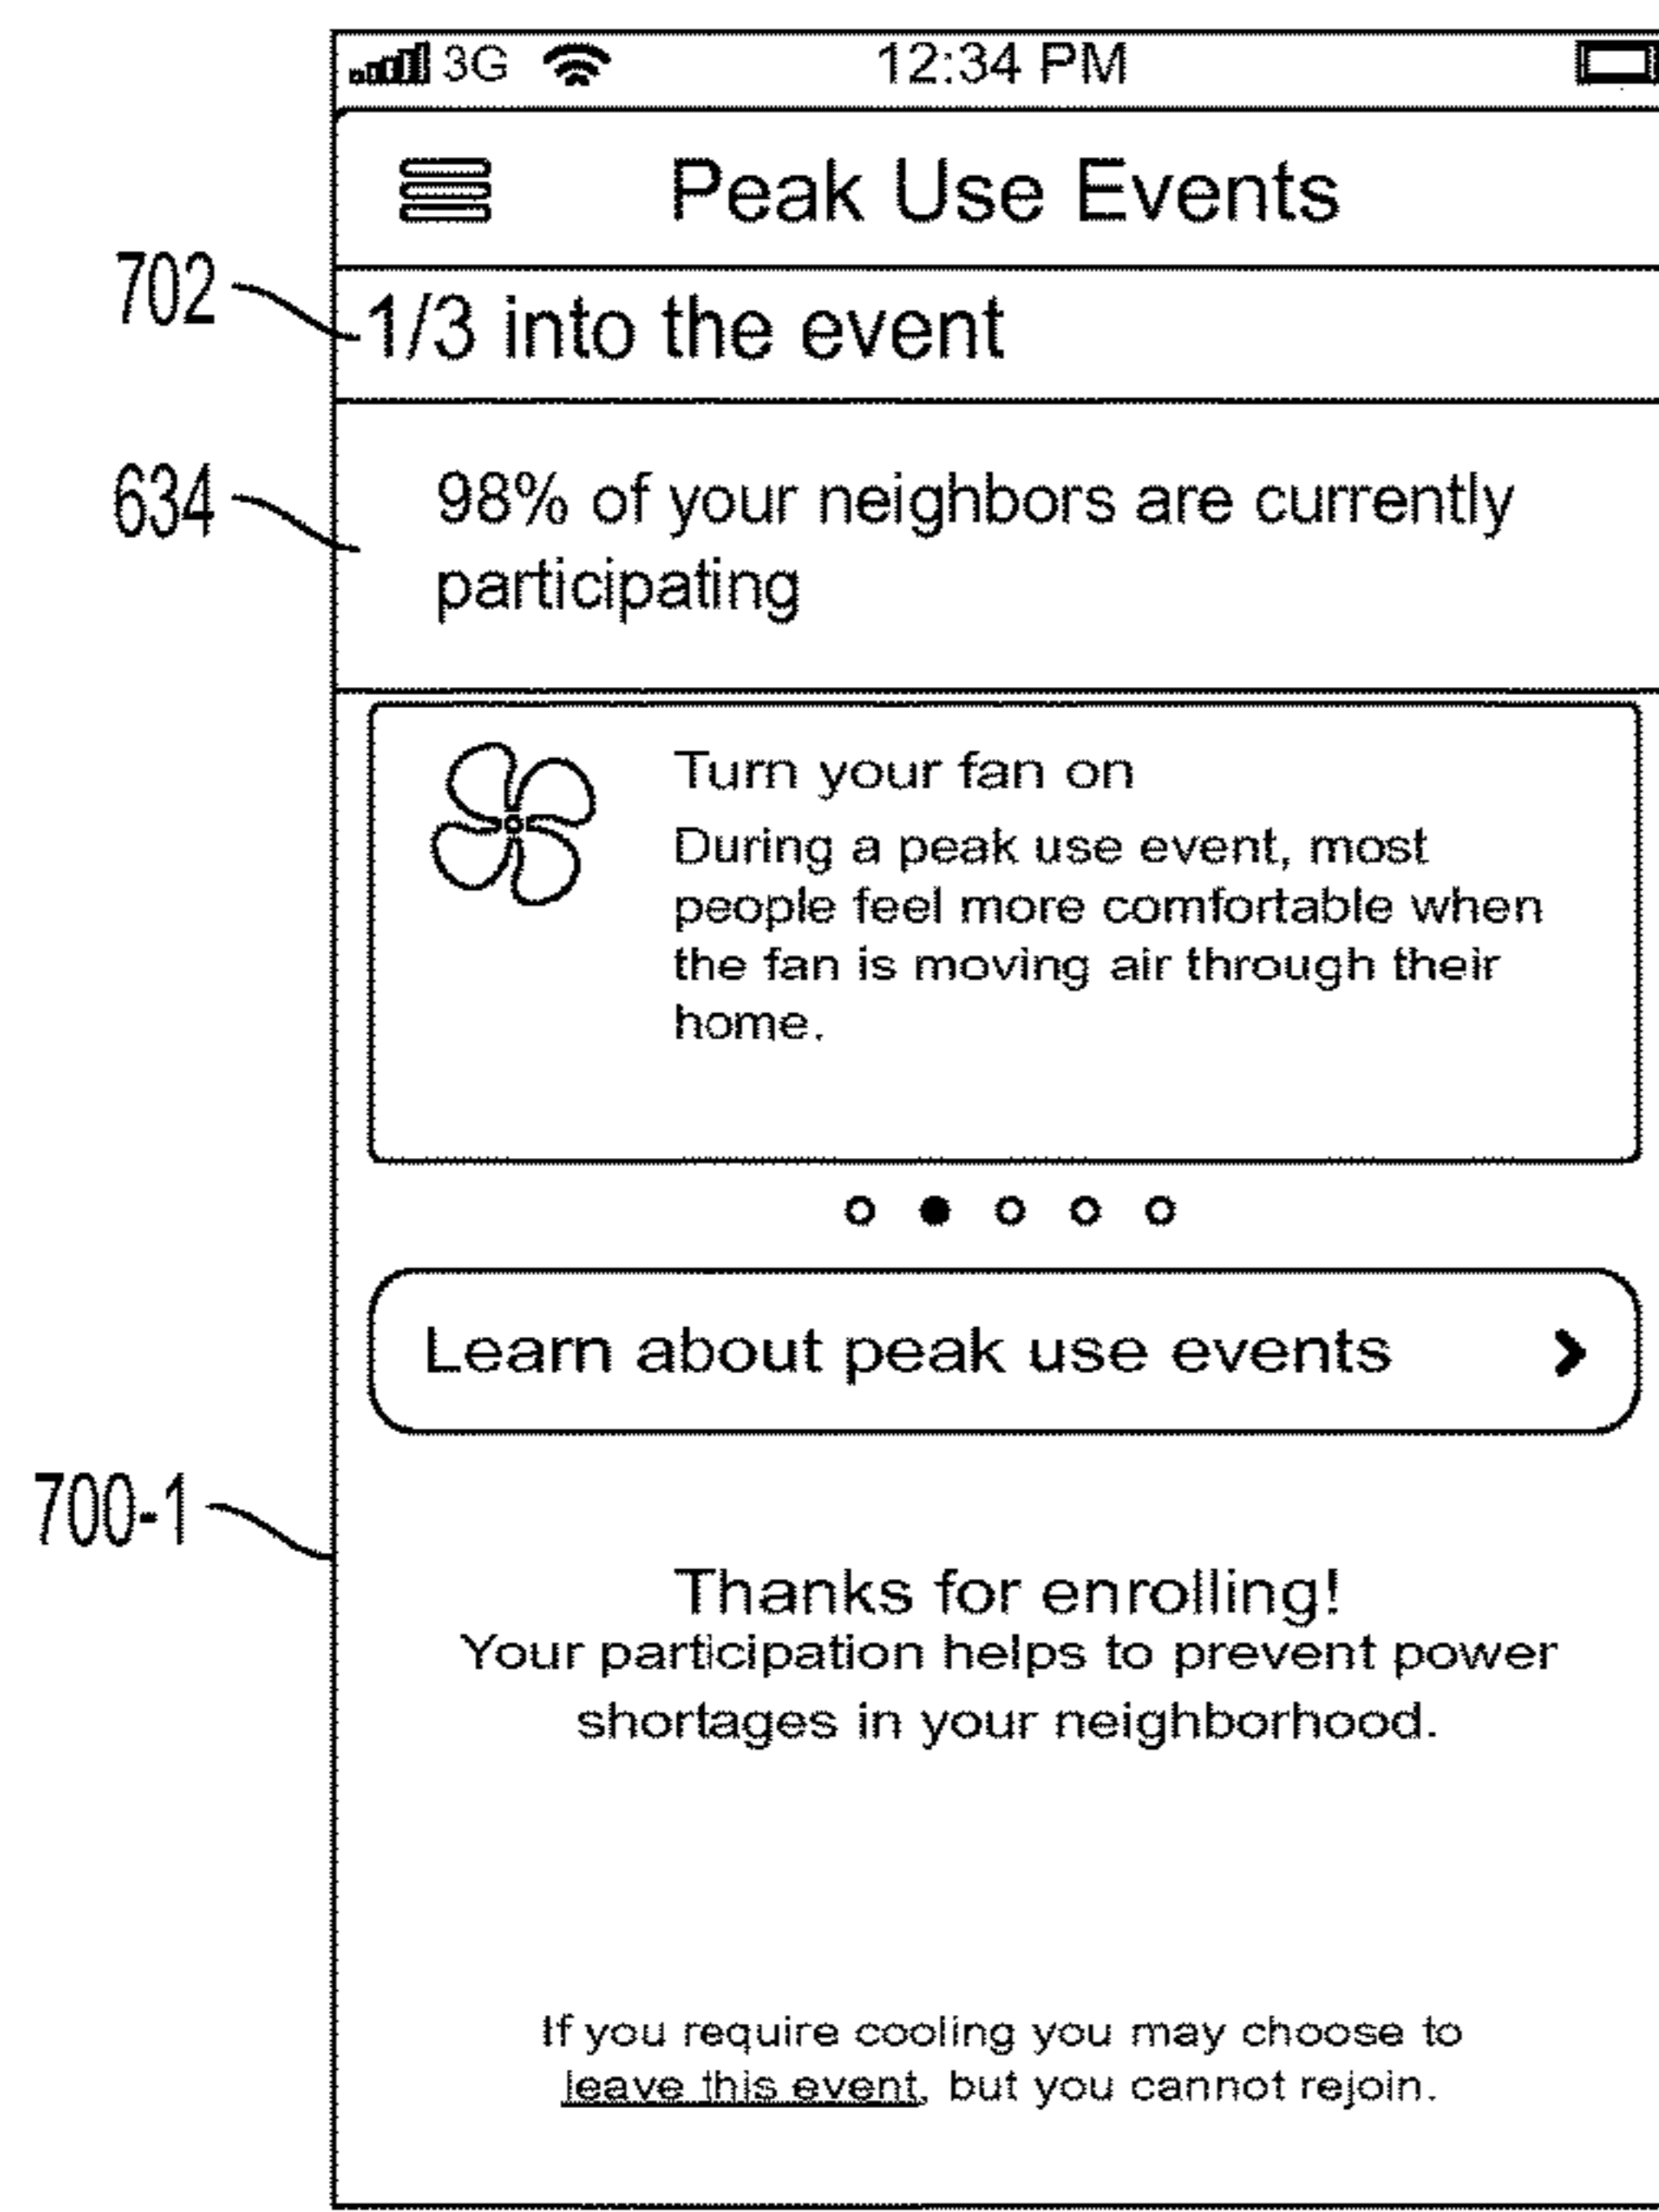 3G 12:34 PM
Peak Use Events
702
1/3 into the event
634
98% of your neighbors are currently
participating
Turn your fan on
During a peak use event, most
people feel more comfortable when
the fan is moving air through their
home.
Learn about peak use events
700-1
Thanks for enrolling!
Your participation helps to prevent power
shortages in your neighborhood.
If you require cooling you may choose to
leave this event, but you cannot rejoin.